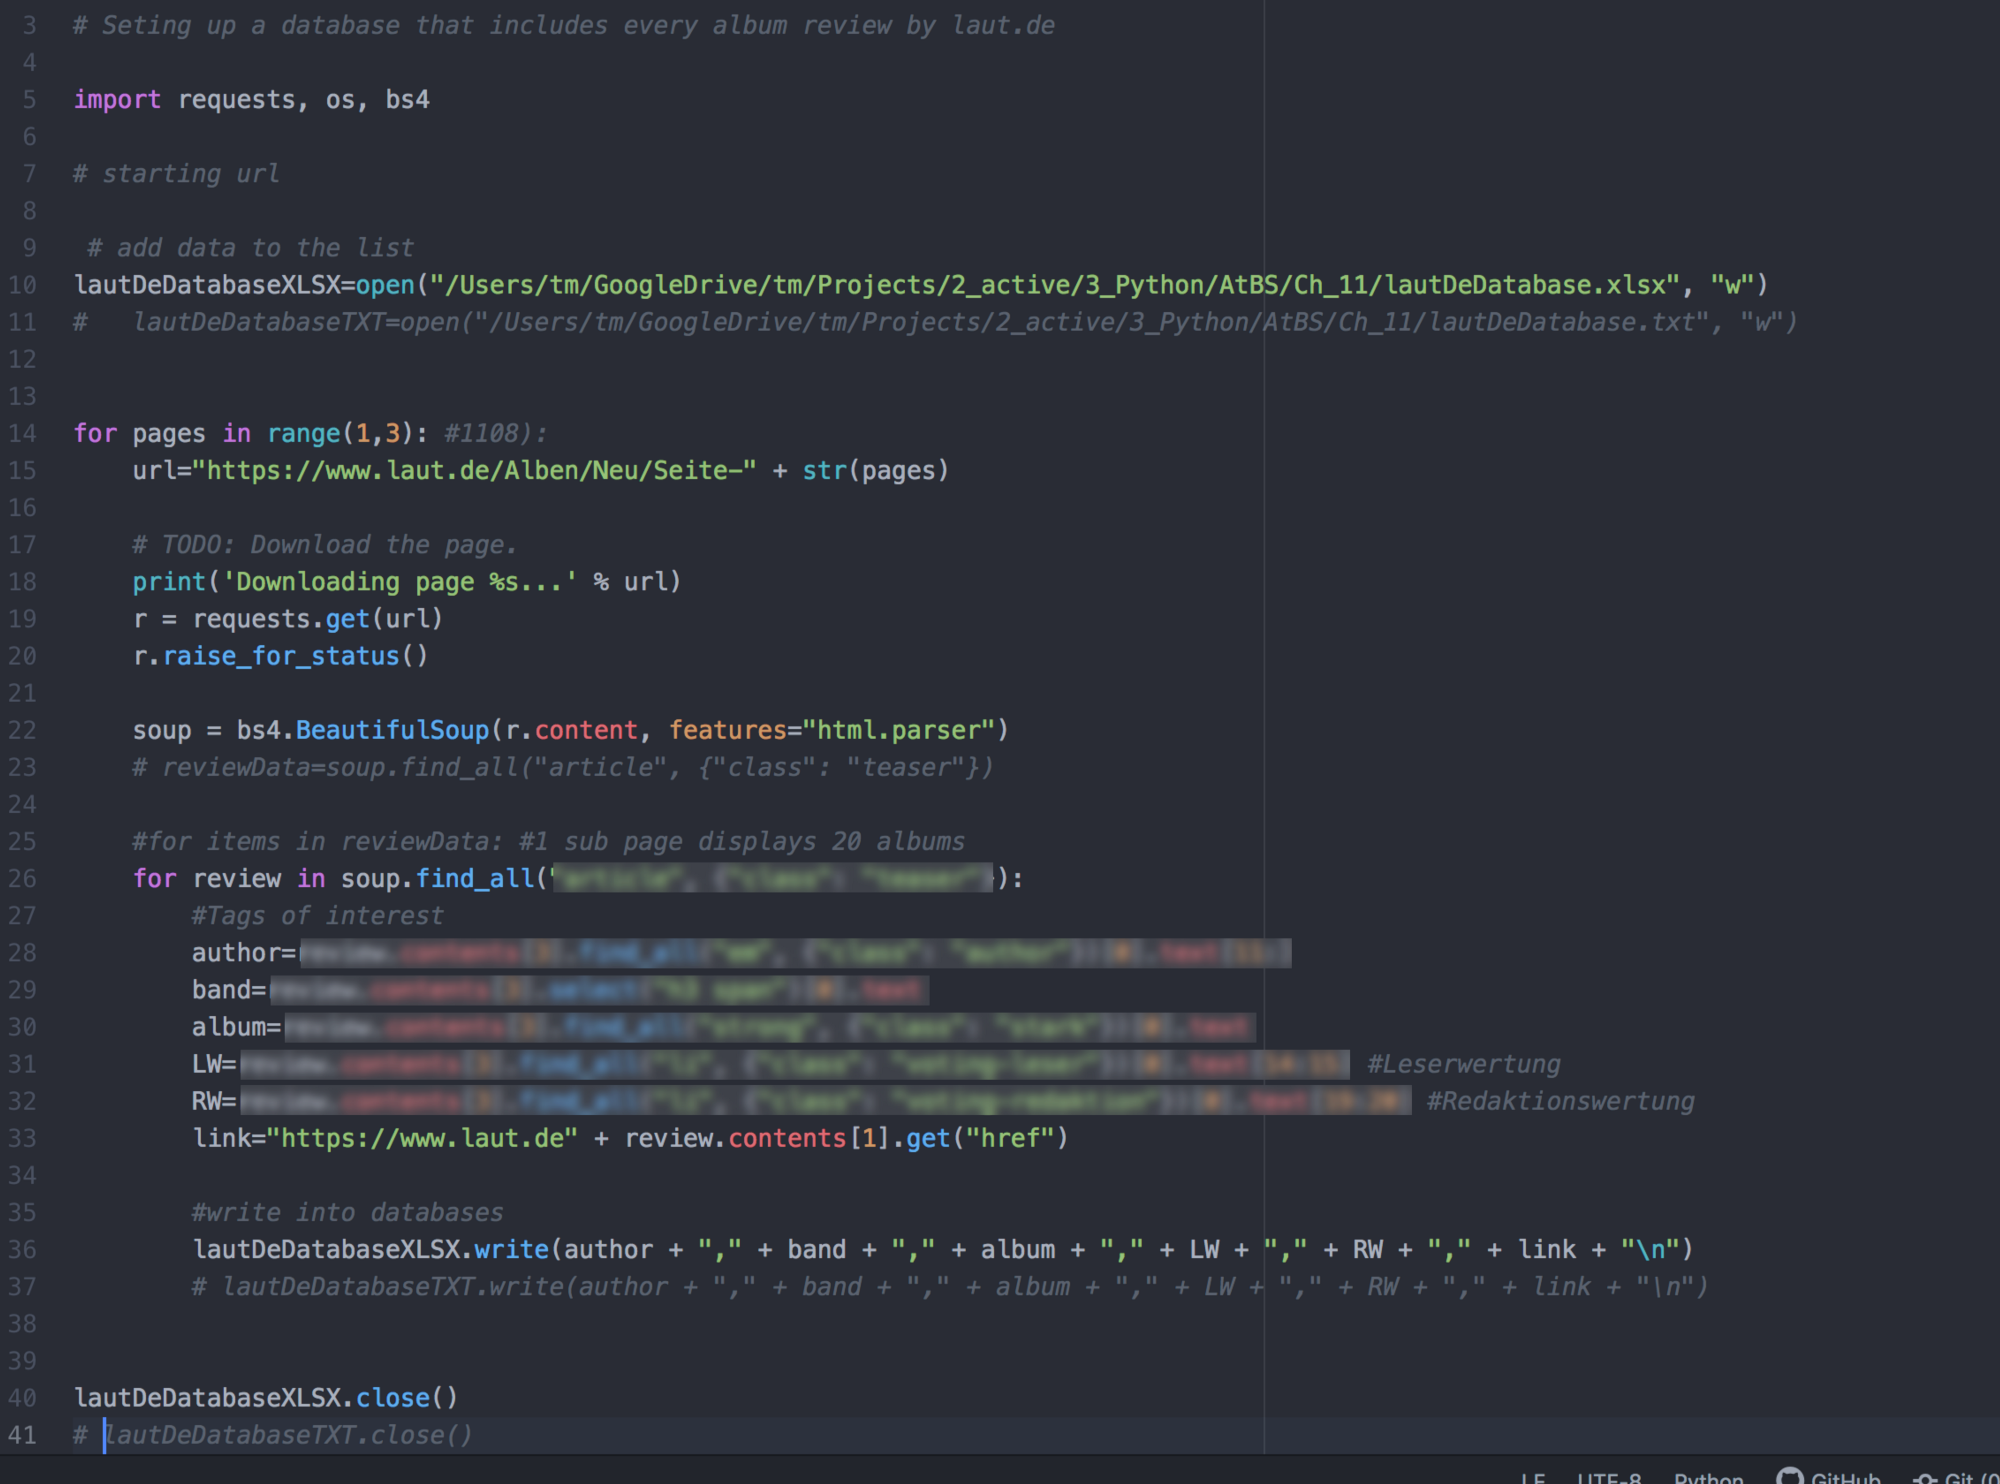 3 # Seting up a database that includes every album review by laut.de
4
5 import requests, os, bs4
6
7 # starting url
8
9  # add data to the list
10 lautDeDatabaseXLSX=open("/Users/tm/GoogleDrive/tm/Projects/2_active/3_Python/AtBS/Ch_11/lautDeDatabase.xlsx", "w")
11 #   lautDeDatabaseTXT=open("/Users/tm/GoogleDrive/tm/Projects/2_active/3_Python/AtBS/Ch_11/lautDeDatabase.txt", "w")
12
13
14 for pages in range(1,3): #1108):
15     url="https://www.laut.de/Alben/Neu/Seite-" + str(pages)
16
17     # TODO: Download the page.
18     print('Downloading page %s...' % url)
19     r = requests.get(url)
20     r.raise_for_status()
21
22     soup = bs4.BeautifulSoup(r.content, features="html.parser")
23     # reviewData=soup.find_all("article", {"class": "teaser"})
24
25     #for items in reviewData: #1 sub page displays 20 albums
26     for review in soup.find_all( ):
27         #Tags of interest
28         author=
29         band=
30         album=
31         LW= #Leserwertung
32         RW= #Redaktionswertung
33         link="https://www.laut.de" + review.contents[1].get("href")
34
35         #write into databases
36         lautDeDatabaseXLSX.write(author + "," + band + "," + album + "," + LW + "," + RW + "," + link + "\n")
37         # lautDeDatabaseTXT.write(author + "," + band + "," + album + "," + LW + "," + RW + "," + link + "\n")
38
39
40 lautDeDatabaseXLSX.close()
41 # lautDeDatabaseTXT.close()
LF UTF-8 Python GitHub Git (0